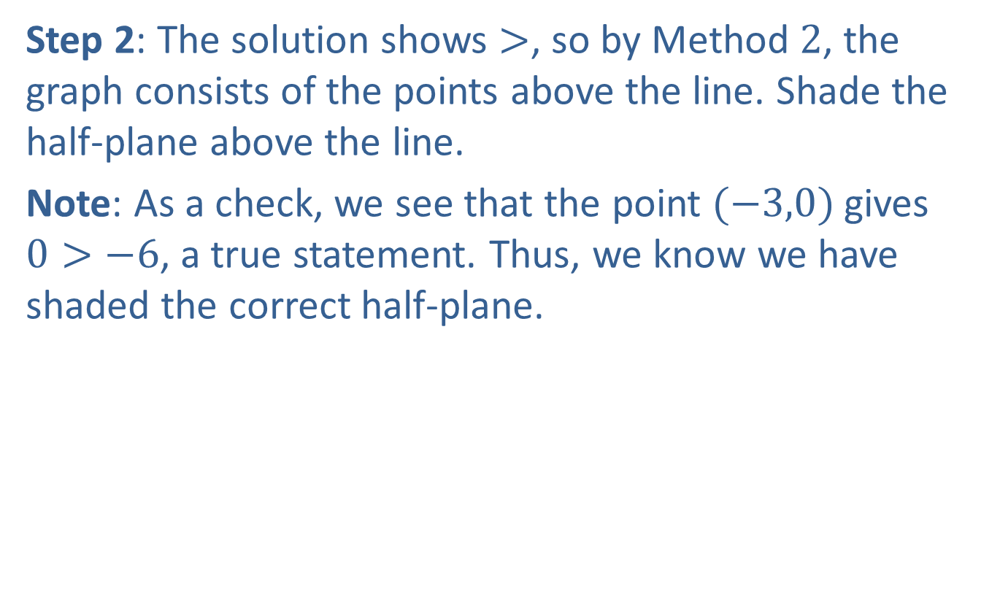 Step 2: The solution shows >, so by Method 2, the
graph consists of the points above the line. Shade the
half-plane above the line.
Note: As a check, we see that the point (−3,0) gives
0 > −6, a true statement. Thus, we know we have
shaded the correct half-plane.